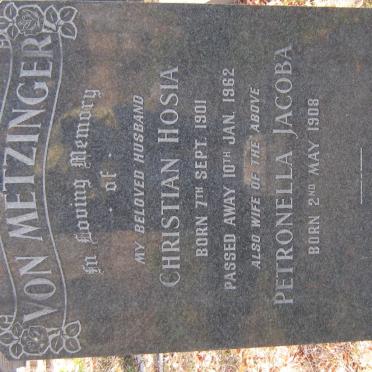 VON METZINGER
In Loving Memory
of
MY BELOVED HUSBAND
CHRISTIAN HOSIA
BORN 7TH SEPT. 1901
PASSED AWAY 10TH JAN. 1962
ALSO WIFE OF THE ABOVE
PETRONELLA JACOBA
BORN 2ND MAY 1908